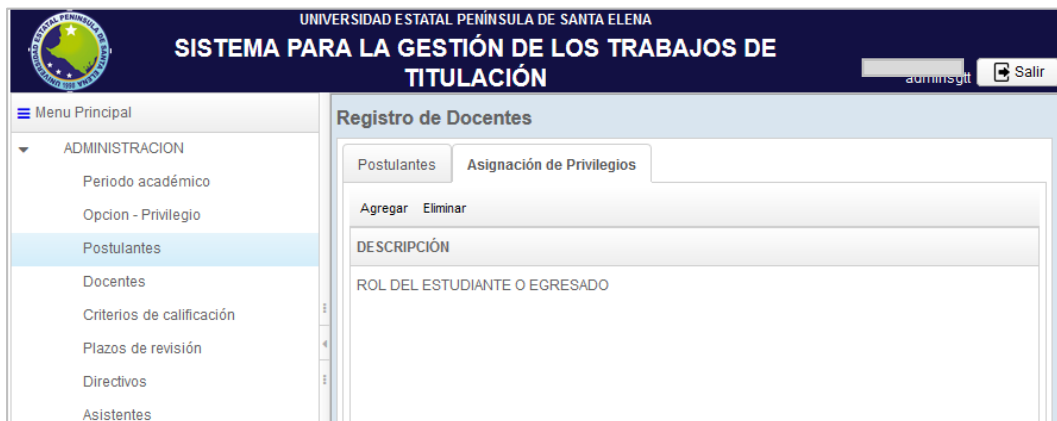 UNIVERSIDAD ESTATAL PENÍNSULA DE SANTA ELENA
SISTEMA PARA LA GESTIÓN DE LOS TRABAJOS DE
TITULACIÓN
adminsgtt
Salir
Menu Principal
ADMINISTRACION
Periodo académico
Opcion - Privilegio
Postulantes
Docentes
Criterios de calificación
Plazos de revisión
Directivos
Asistentes
Registro de Docentes
Postulantes Asignación de Privilegios
Agregar Eliminar
DESCRIPCIÓN
ROL DEL ESTUDIANTE O EGRESADO